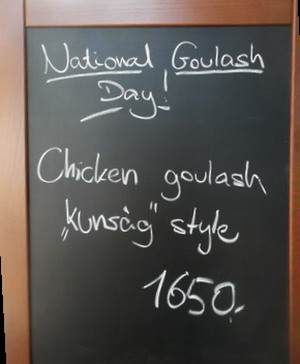 National Goulash
Day!
Chicken goulash
„Kunság" style
1650.-